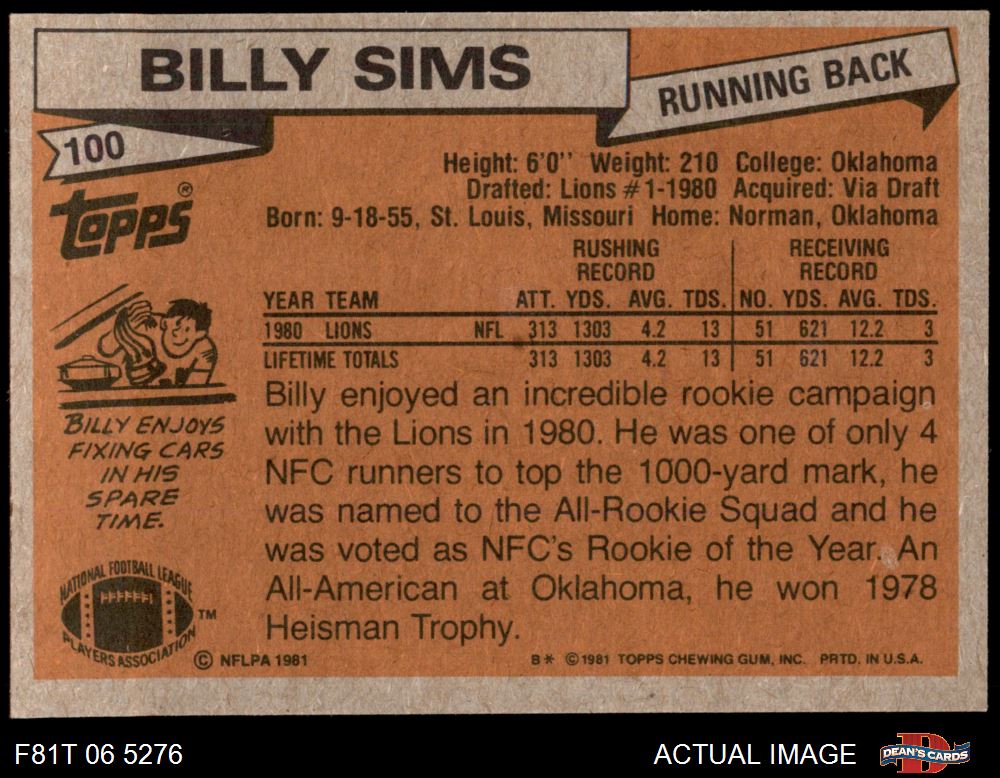 BILLY SIMS
RUNNING BACK
100
Topps®
Height: 6'0'' Weight: 210 College: Oklahoma
Drafted: Lions #1-1980 Acquired: Via Draft
Born: 9-18-55, St. Louis, Missouri Home: Norman, Oklahoma
RUSHING RECORD RECEIVING RECORD
YEAR TEAM ATT. YDS. AVG. TDS. NO. YDS. AVG. TDS.
1980 LIONS NFL 313 1303 4.2 13 51 621 12.2 3
LIFETIME TOTALS 313 1303 4.2 13 51 621 12.2 3
BILLY ENJOYS
FIXING CARS
IN HIS
SPARE
TIME.
Billy enjoyed an incredible rookie campaign
with the Lions in 1980. He was one of only 4
NFC runners to top the 1000-yard mark, he
was named to the All-Rookie Squad and he
was voted as NFC's Rookie of the Year. An
All-American at Oklahoma, he won 1978
Heisman Trophy.
NATIONAL FOOTBALL LEAGUE
PLAYERS ASSOCIATION
TM
© NFLPA 1981
B* © 1981 TOPPS CHEWING GUM, INC. PRTD. IN U.S.A.
F81T 06 5276
ACTUAL IMAGE
D
DEAN'S CARDS